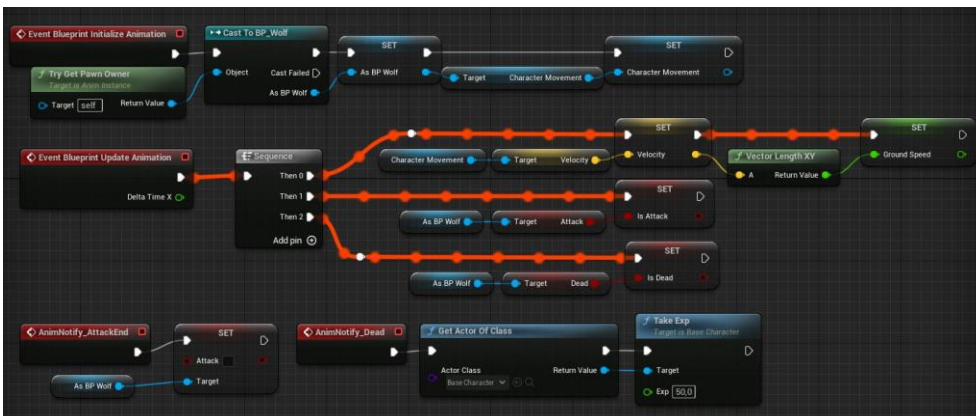 Event Blueprint Initialize Animation
Cast To BP_Wolf
Object
Cast Failed
As BP Wolf
Try Get Pawn Owner
Target is Anim Instance
Target self
Return Value
SET
As BP Wolf
Target
Character Movement
SET
Character Movement
Event Blueprint Update Animation
Delta Time X
Sequence
Then 0
Then 1
Then 2
Add pin
Character Movement
Target
Velocity
SET
Velocity
Vector Length XY
A
Return Value
SET
Ground Speed
As BP Wolf
Target
Attack
SET
Is Attack
As BP Wolf
Target
Dead
SET
Is Dead
AnimNotify_AttackEnd
SET
Attack
Target
As BP Wolf
AnimNotify_Dead
Get Actor Of Class
Actor Class
Base Character
Return Value
Take Exp
Target is Base Character
Target
Exp 50,0